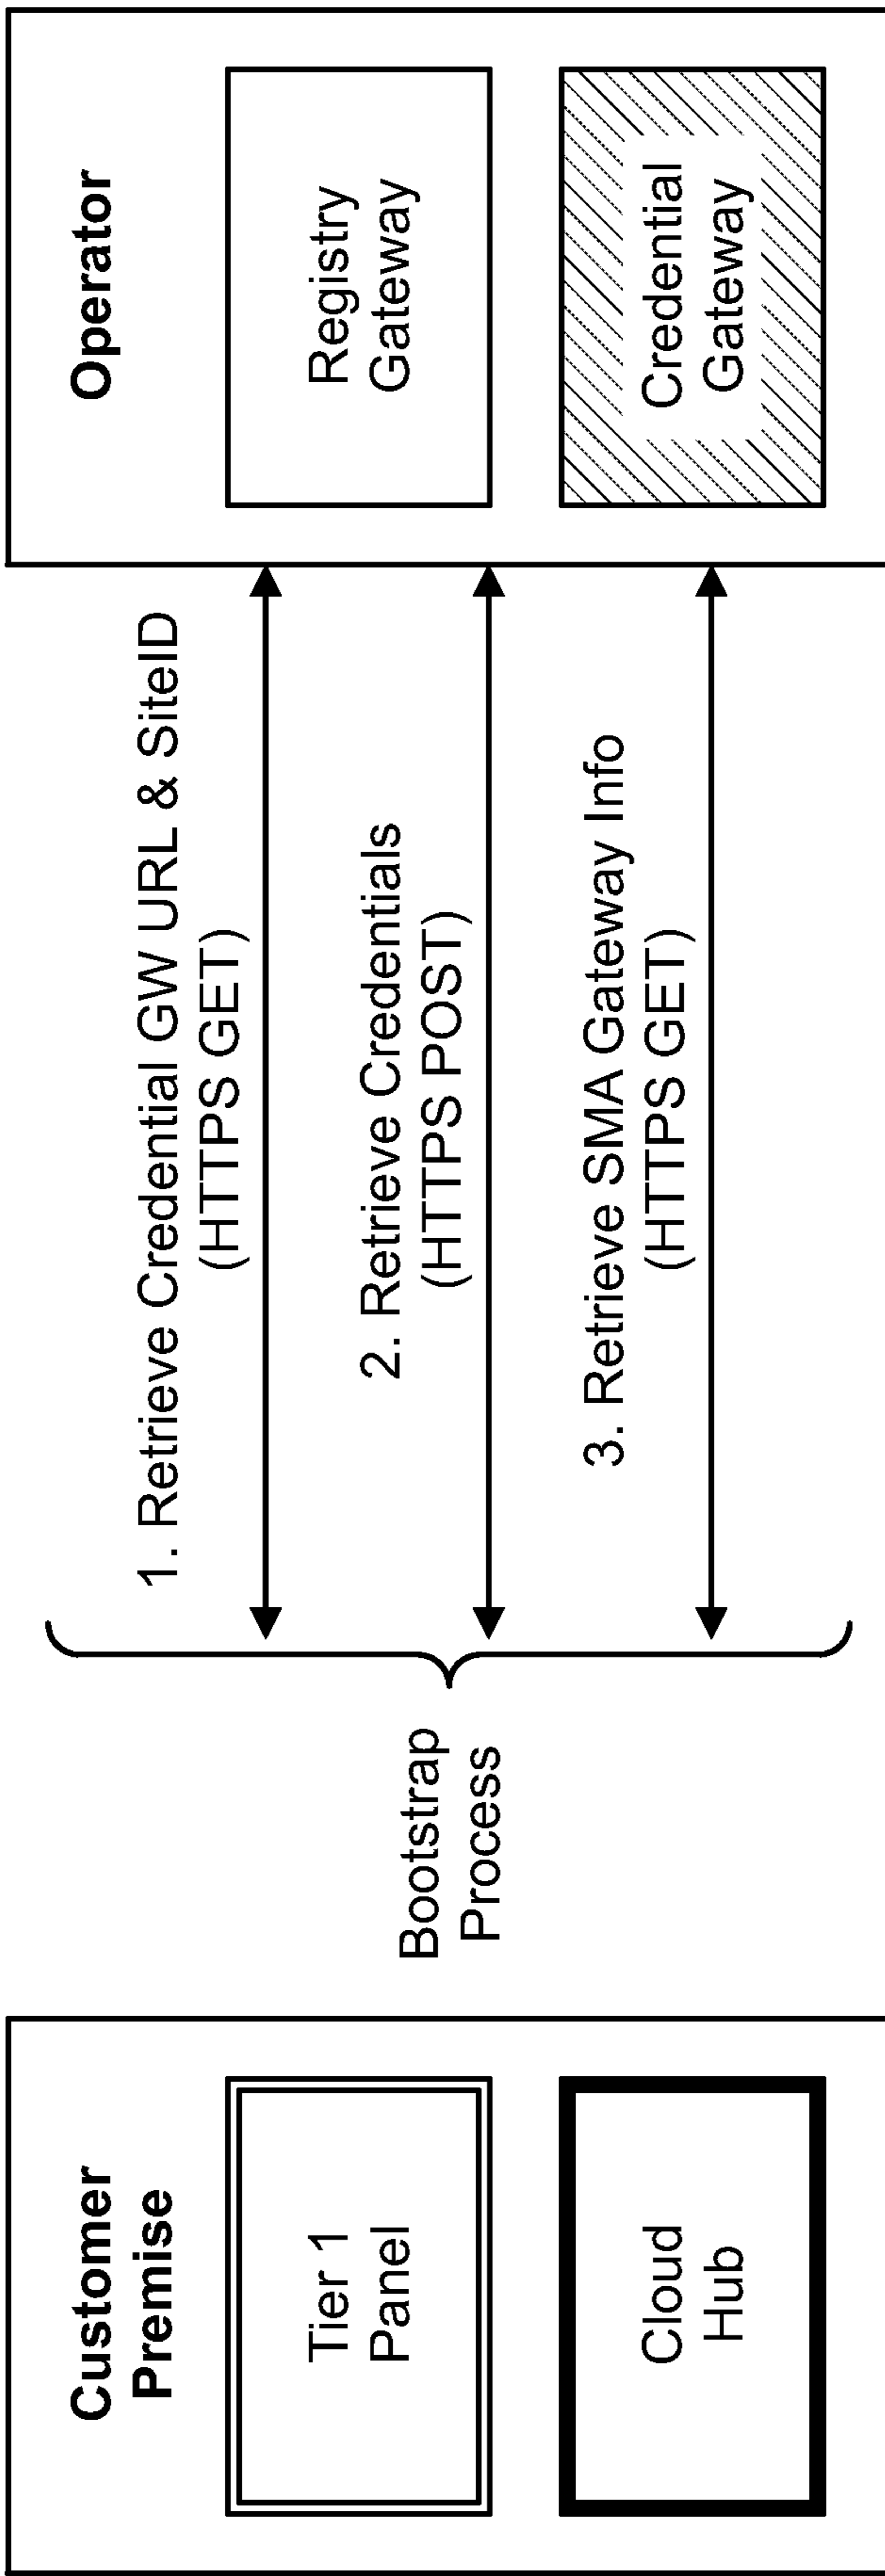 Customer
Premise
Tier 1
Panel
Cloud
Hub
Bootstrap
Process
1. Retrieve Credential GW URL & SiteID
(HTTPS GET)
2. Retrieve Credentials
(HTTPS POST)
3. Retrieve SMA Gateway Info
(HTTPS GET)
Operator
Registry
Gateway
Credential
Gateway